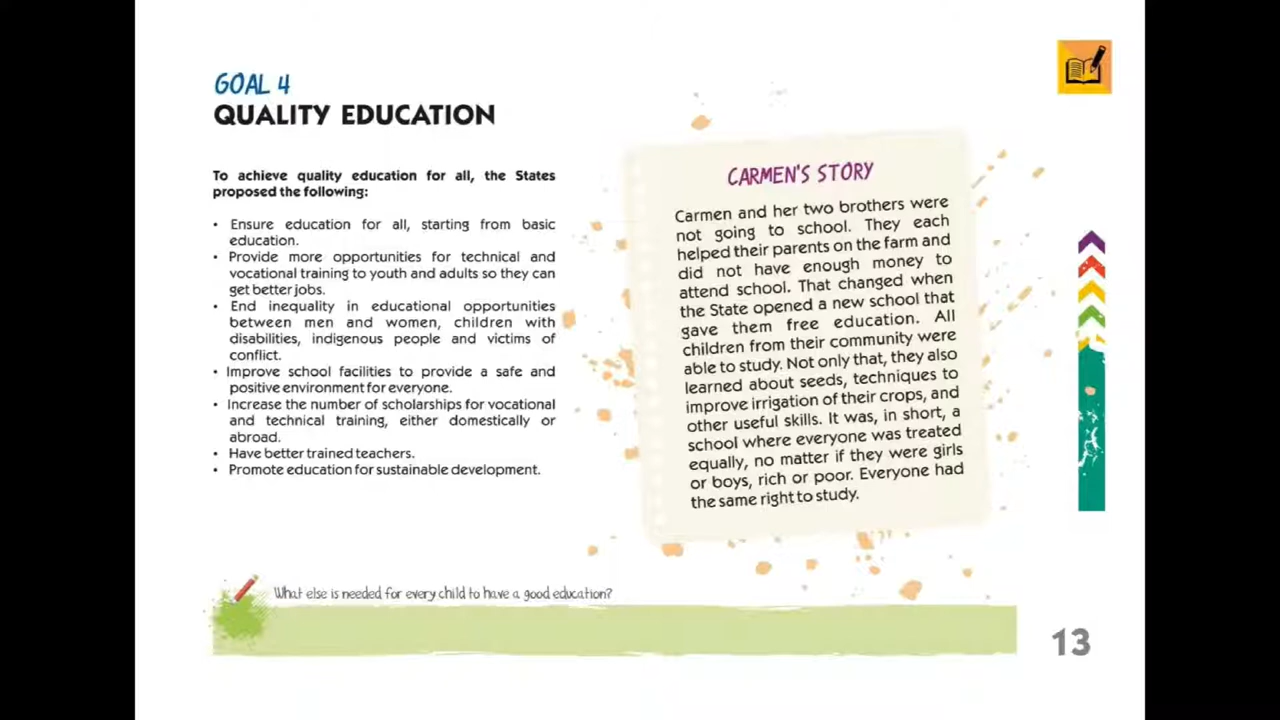 GOAL 4
QUALITY EDUCATION
To achieve quality education for all, the States
proposed the following:
• Ensure education for all, starting from basic
education.
• Provide more opportunities for technical and
vocational training to youth and adults so they can
get better jobs.
• End inequality in educational opportunities
between men and women, children with
disabilities, indigenous people and victims of
conflict.
• Improve school facilities to provide a safe and
positive environment for everyone.
• Increase the number of scholarships for vocational
and technical training, either domestically or
abroad.
• Have better trained teachers.
• Promote education for sustainable development.
CARMEN'S STORY
Carmen and her two brothers were
not going to school. They each
helped their parents on the farm and
did not have enough money to
attend school. That changed when
the State opened a new school that
gave them free education. All
children from their community were
able to study. Not only that, they also
learned about seeds, techniques to
improve irrigation of their crops, and
other useful skills. It was, in short, a
school where everyone was treated
equally, no matter if they were girls
or boys, rich or poor. Everyone had
the same right to study.
What else is needed for every child to have a good education?
13